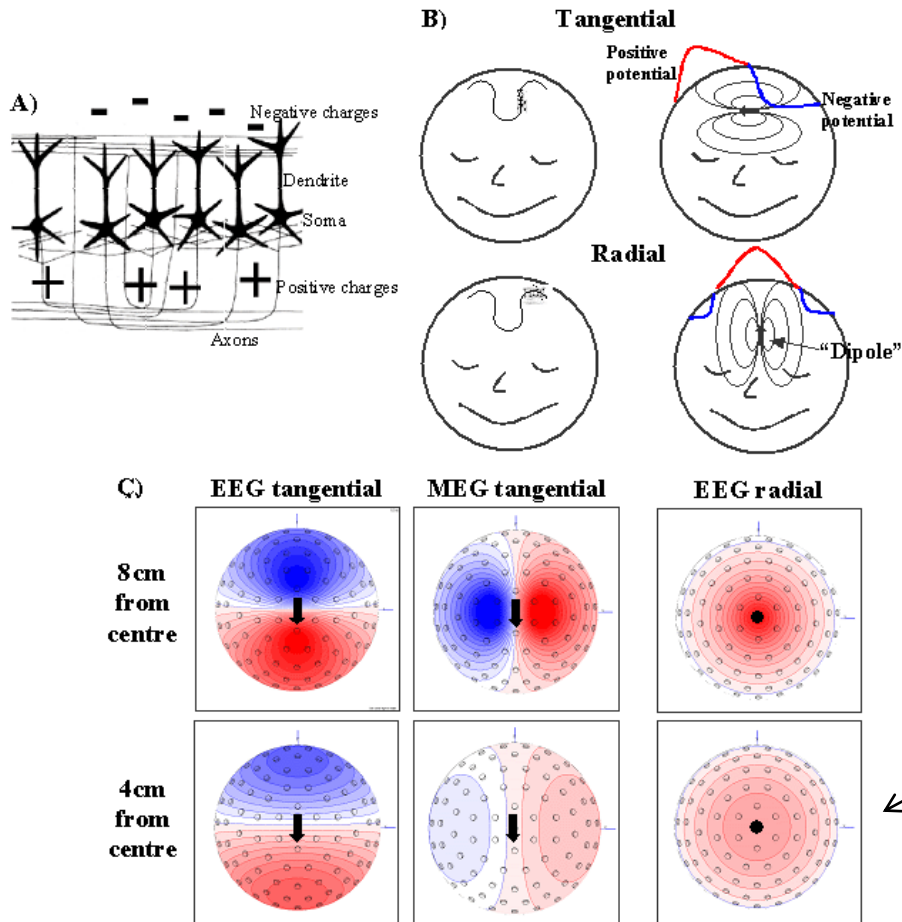 A)
Negative charges
Dendrite
Soma
Positive charges
Axons
B)
Tangential
Positive
potential
Negative
potential
Radial
“Dipole”
C)
EEG tangential
MEG tangential
EEG radial
8cm
from
centre
4cm
from
centre